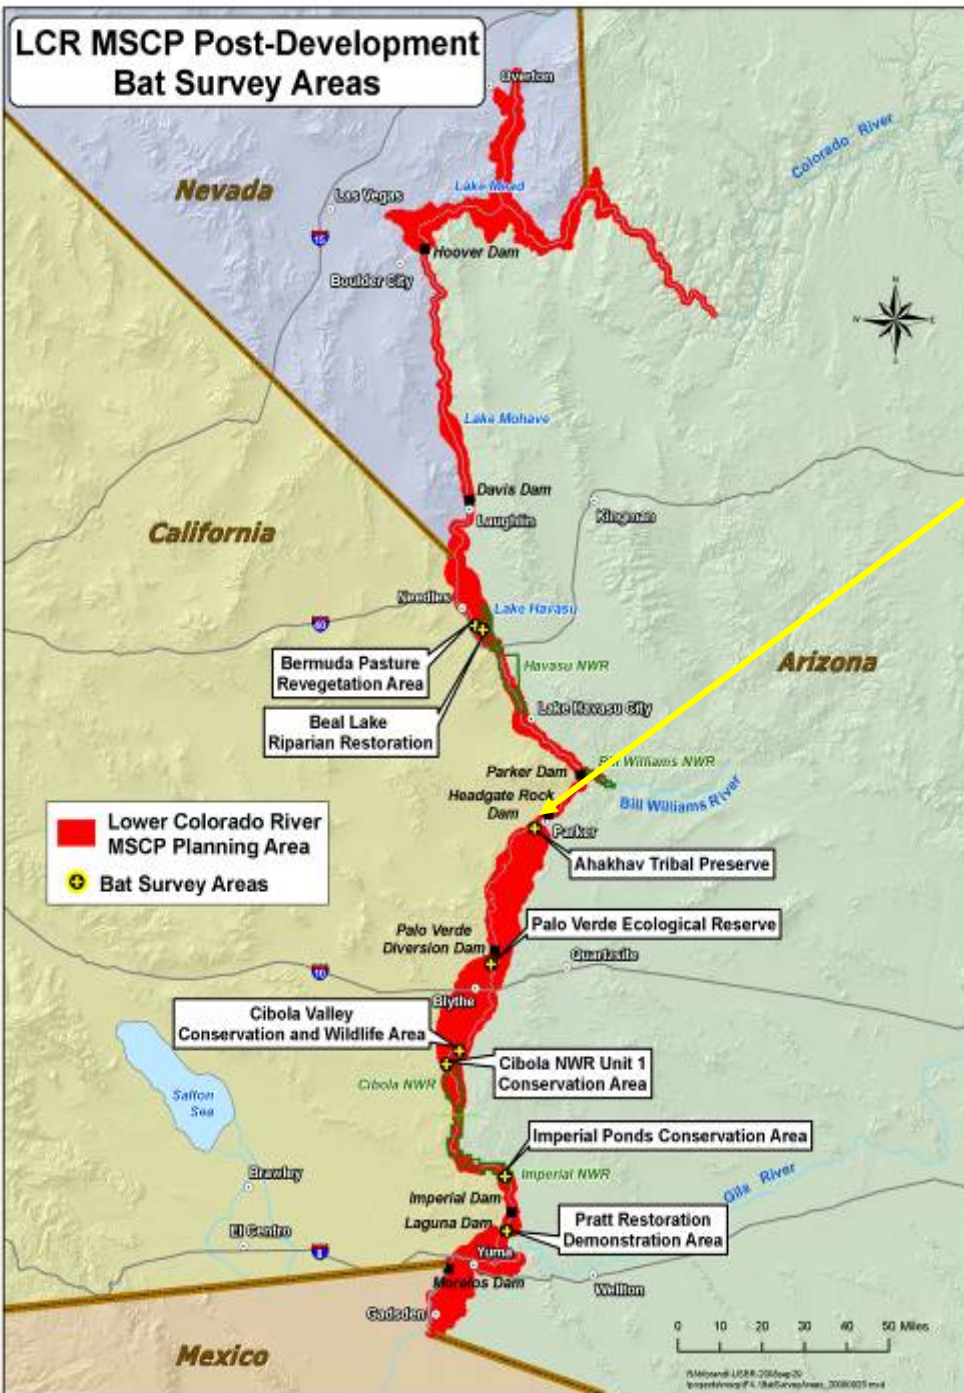 LCR MSCP Post-Development
Bat Survey Areas
Overton
Colorado River
Nevada
Las Vegas
Lake Mead
15
Hoover Dam
Boulder City
N
W
E
S
Lake Mohave
Davis Dam
Laughlin
Kingman
California
Needles
Lake Havasu
40
Bermuda Pasture
Revegetation Area
Havasu NWR
Arizona
Beal Lake
Riparian Restoration
Lake Havasu City
Parker Dam
Bill Williams NWR
Headgate Rock
Dam
Bill Williams River
Parker
Lower Colorado River
MSCP Planning Area
Bat Survey Areas
Ahakhav Tribal Preserve
Palo Verde Ecological Reserve
Palo Verde
Diversion Dam
Quartzsite
10
Blythe
Cibola Valley
Conservation and Wildlife Area
Cibola NWR Unit 1
Conservation Area
Cibola NWR
Salton
Sea
Imperial Ponds Conservation Area
Imperial NWR
Brawley
Gila River
Imperial Dam
Laguna Dam
Pratt Restoration
Demonstration Area
El Centro
8
Yuma
Morelos Dam
Wellton
Gadsden
0 10 20 30 40 50 Miles
Mexico